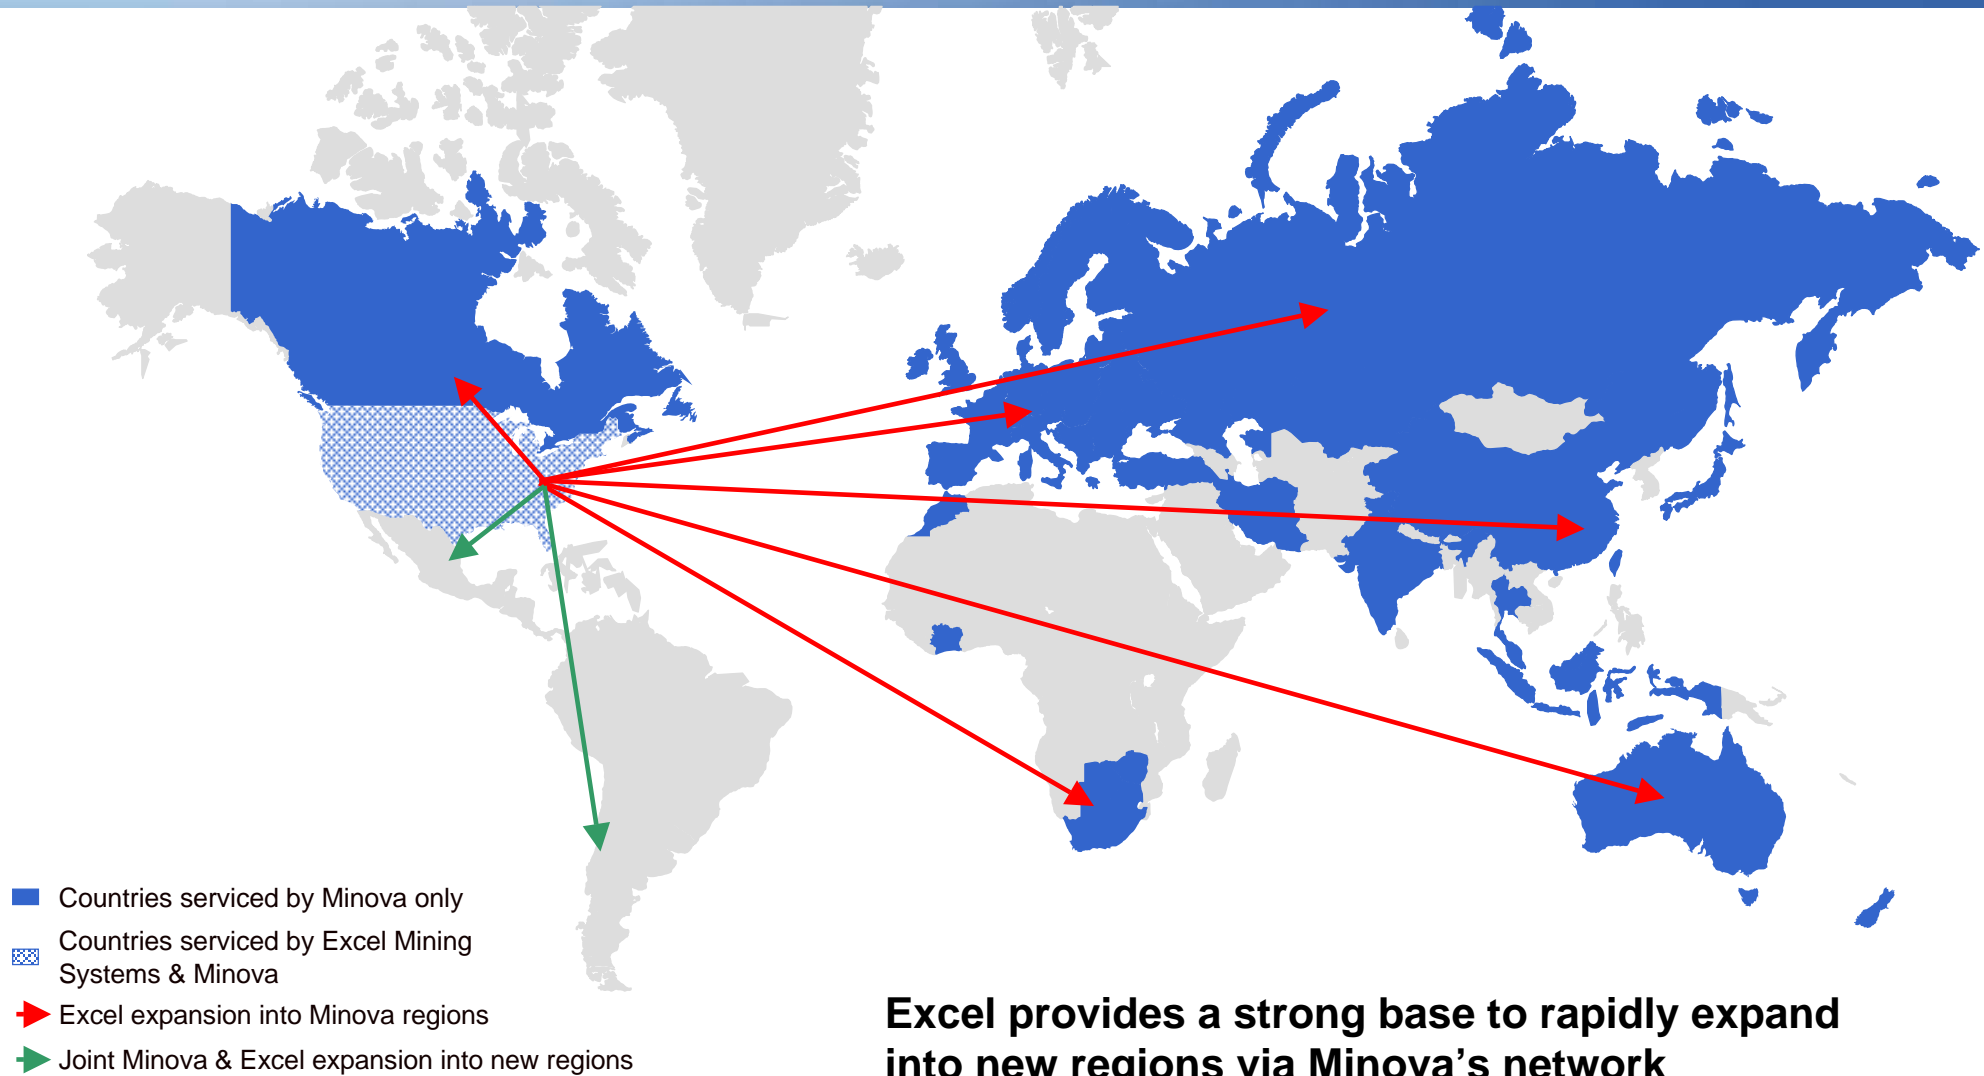 Countries serviced by Minova only
Countries serviced by Excel Mining
Systems & Minova
Excel expansion into Minova regions
Joint Minova & Excel expansion into new regions
Excel provides a strong base to rapidly expand
into new regions via Minova’s network